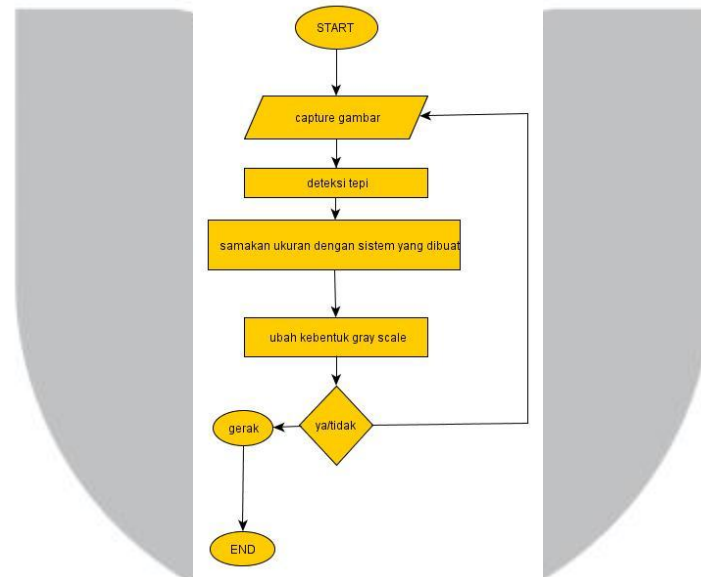 START
capture gambar
deteksi tepi
samakan ukuran dengan sistem yang dibuat
ubah kebentuk gray scale
ya/tidak
gerak
END